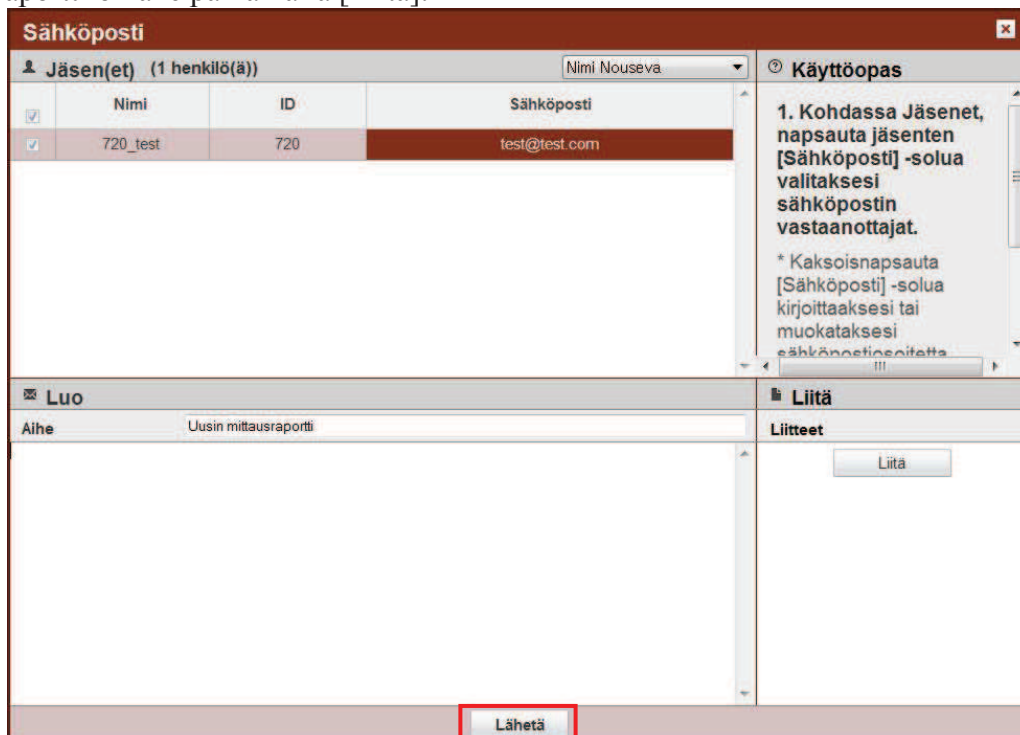 Sähköposti
Jäsen(et) (1 henkilö(ä))
Nimi Nouseva
Käyttöopas
Nimi ID Sähköposti
720_test 720 test@test.com
1. Kohdassa Jäsenet,
napsauta jäsenten
[Sähköposti] -solua
valitaksesi
sähköpostin
vastaanottajat.
* Kaksoisnapsauta
[Sähköposti] -solua
kirjoittaaksesi tai
muokataksesi
sähköpostiosoitetta
Luo
Aihe Uusin mittausraportti
Liitä
Liitteet
Liitä
Lähetä